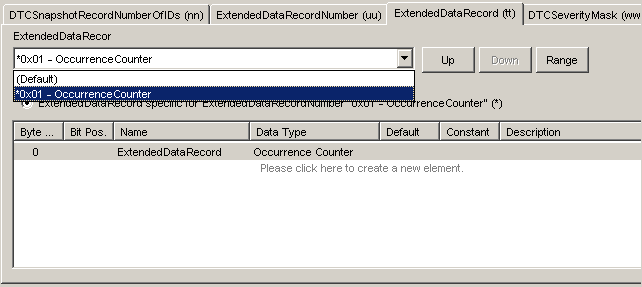 DTCSnapshotRecordNumberOfIDs (nn) ExtendedDataRecordNumber (uu) ExtendedDataRecord (tt) DTCSeverityMask (ww
ExtendedDataRecor
*0x01 - OccurrenceCounter Up Down Range
(Default)
*0x01 - OccurrenceCounter
ExtendedDataRecord specific for ExtendedDataRecordNumber "0x01 - OccurrenceCounter" (*)
Byte ... Bit Pos. Name Data Type Default Constant Description
0 ExtendedDataRecord Occurrence Counter
Please click here to create a new element.